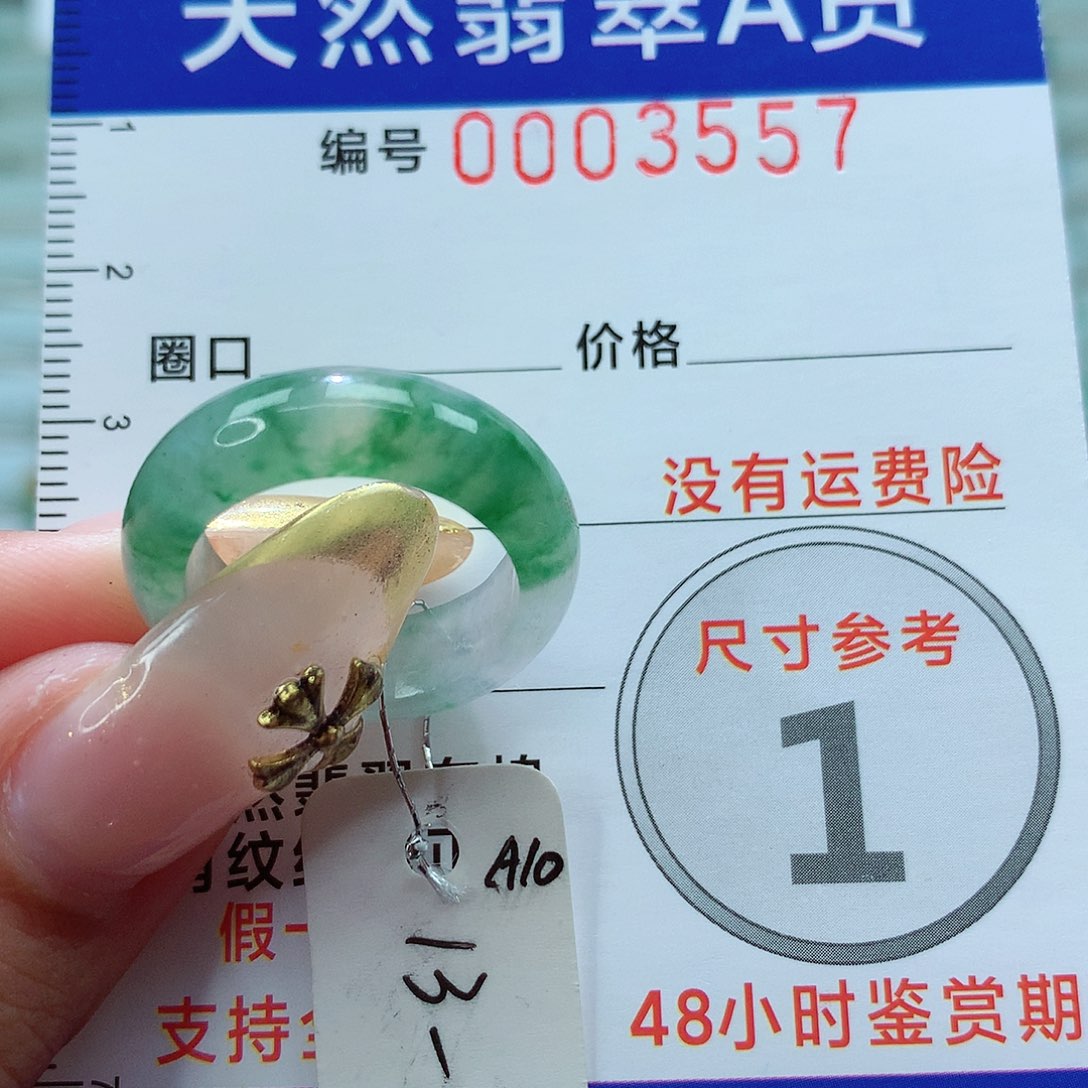 天然翡翠A货
1
编号 0003557
2
圈口 价格
3
没有运费险
尺寸参考
1
纹
A10
假一
13-
支持
48小时鉴赏期